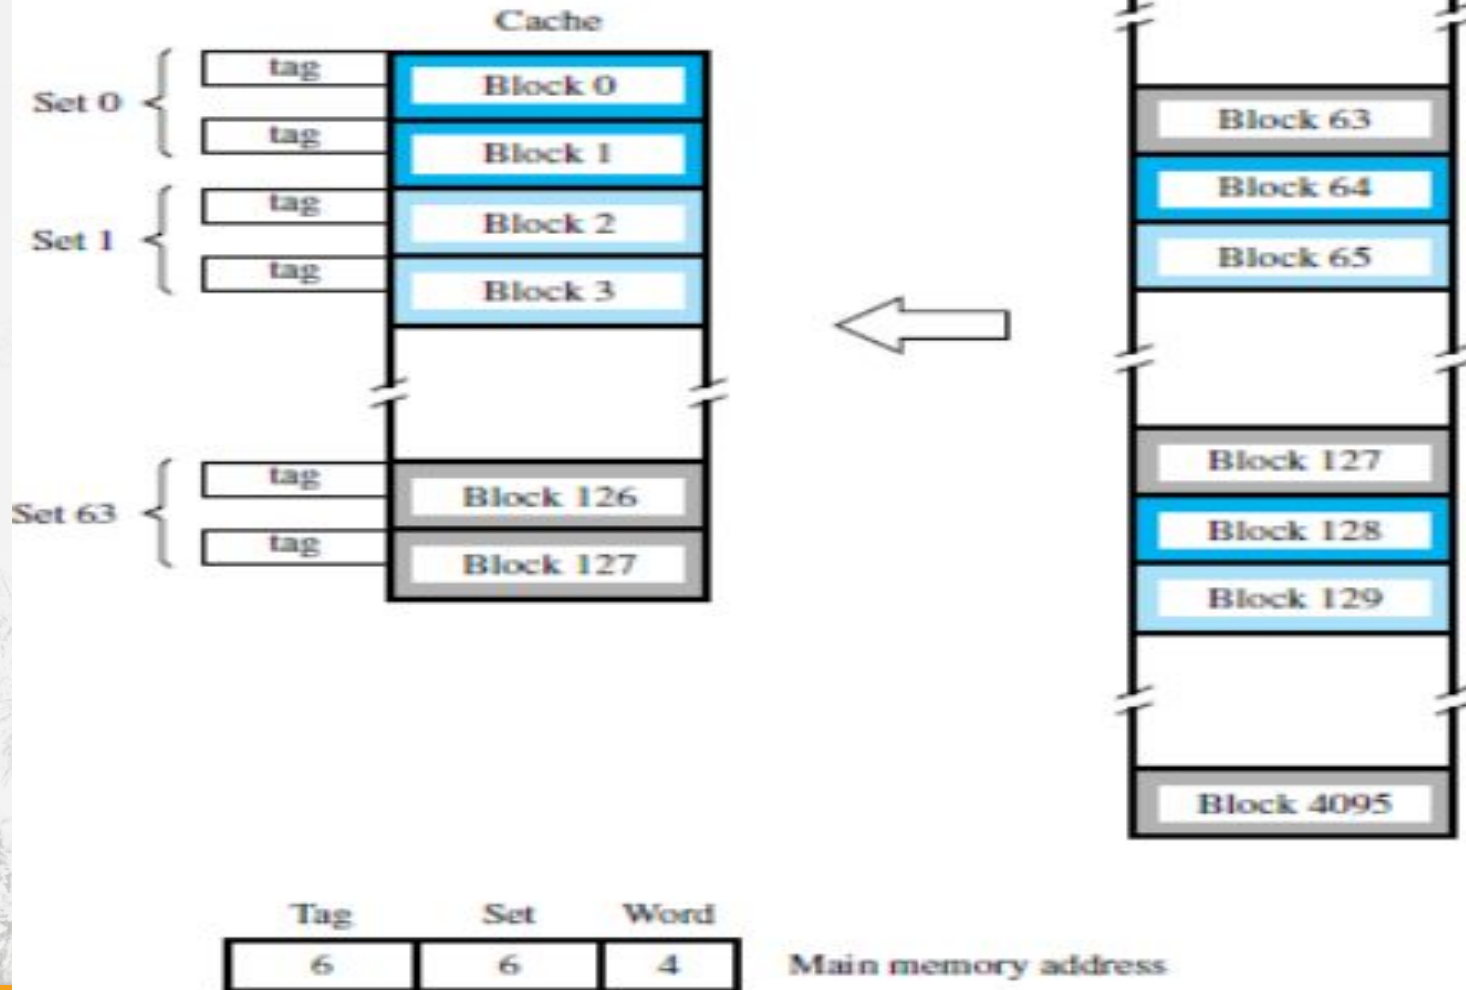 Cache
Set 0
tag
Block 0
tag
Block 1
Set 1
tag
Block 2
tag
Block 3
Set 63
tag
Block 126
tag
Block 127
Block 63
Block 64
Block 65
Block 127
Block 128
Block 129
Block 4095
Tag Set Word
6 6 4 Main memory address